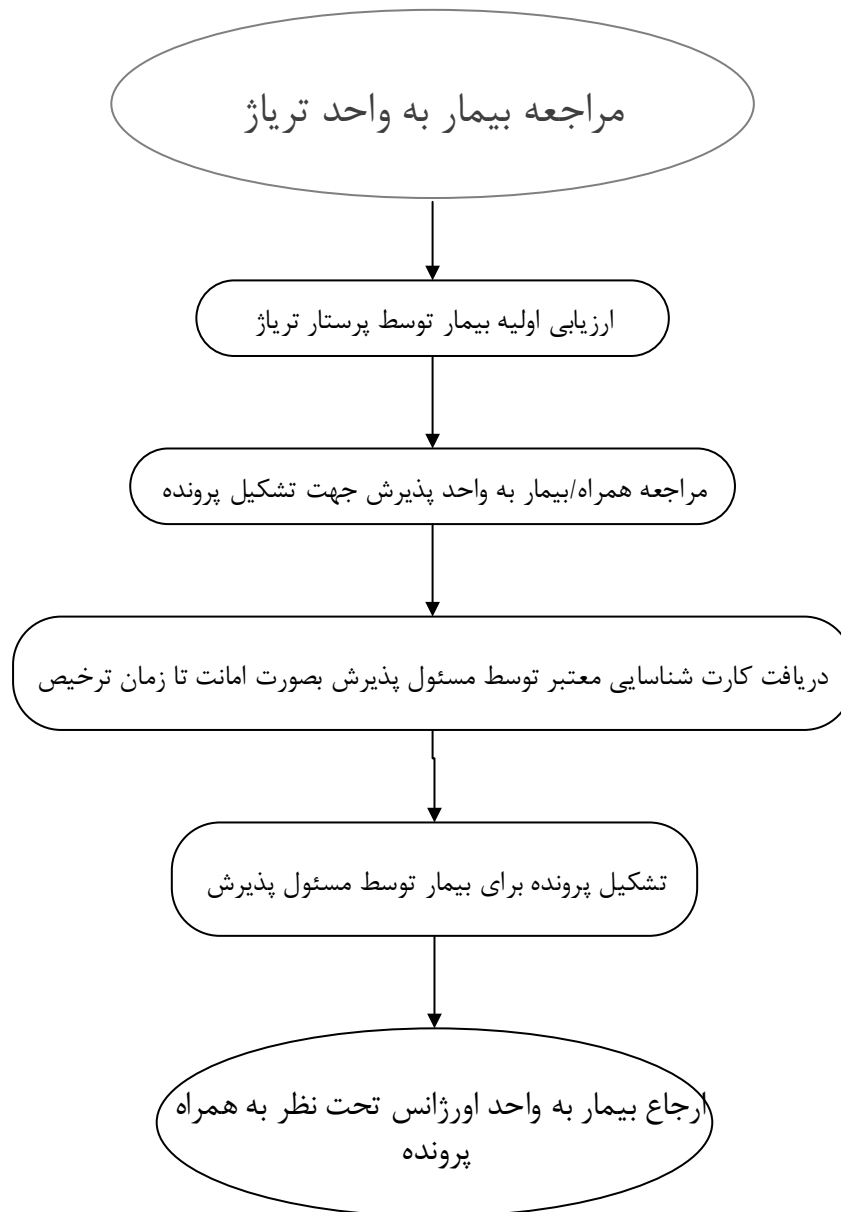 مراجعه بیمار به واحد تریاژ
ارزیابی اولیه بیمار توسط پرستار تریاژ
مراجعه همراه/بیمار به واحد پذیرش جهت تشکیل پرونده
دریافت کارت شناسایی معتبر توسط مسئول پذیرش بصورت امانت تا زمان ترخیص
تشکیل پرونده برای بیمار توسط مسئول پذیرش
ارجاع بیمار به واحد اورژانس تحت نظر به همراه
پرونده